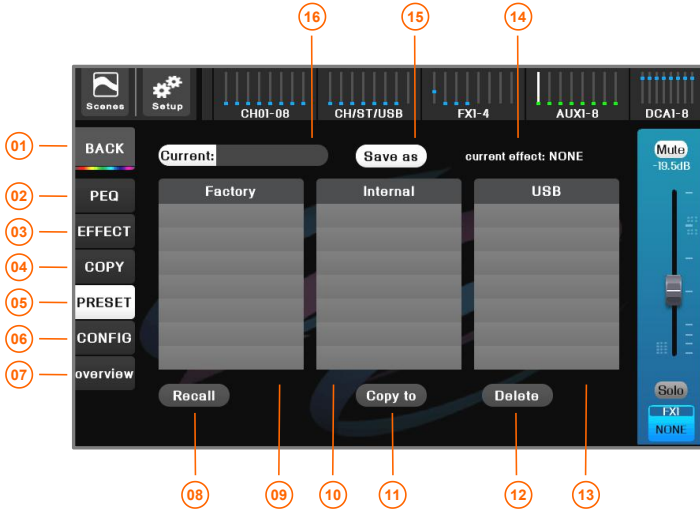 16 15 14
Scenes Setup CH01-08 CH/ST/USB FX1-4 AUX1-8 DCA1-8
01 BACK Current: Save as current effect: NONE Mute
-19.5dB
02 PEQ Factory Internal USB
03 EFFECT
04 COPY
05 PRESET
06 CONFIG
07 overview
Recall Copy to Delete Solo
FX1
NONE
08 09 10 11 12 13